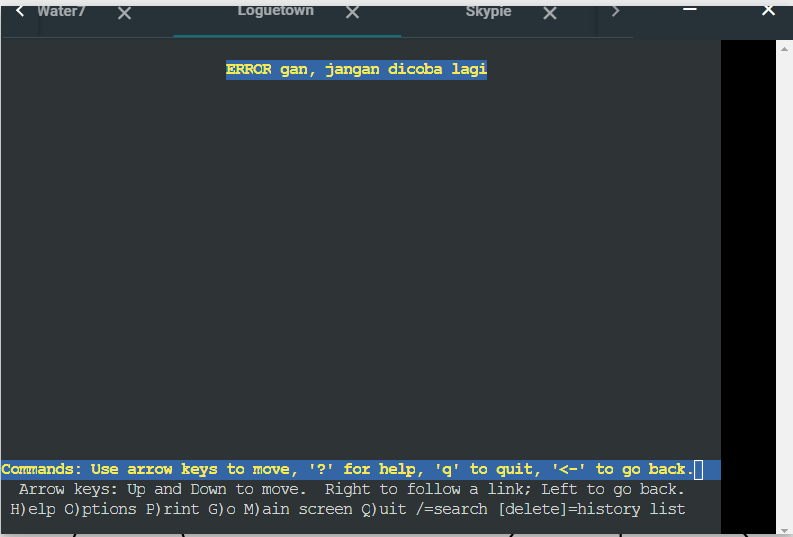 Water7 Loguetown Skypie
ERROR gan, jangan dicoba lagi
Commands: Use arrow keys to move, '?' for help, 'q' to quit, '<-' to go back.
Arrow keys: Up and Down to move. Right to follow a link; Left to go back.
H)elp O)ptions P)rint G)o M)ain screen Q)uit /=search [delete]=history list